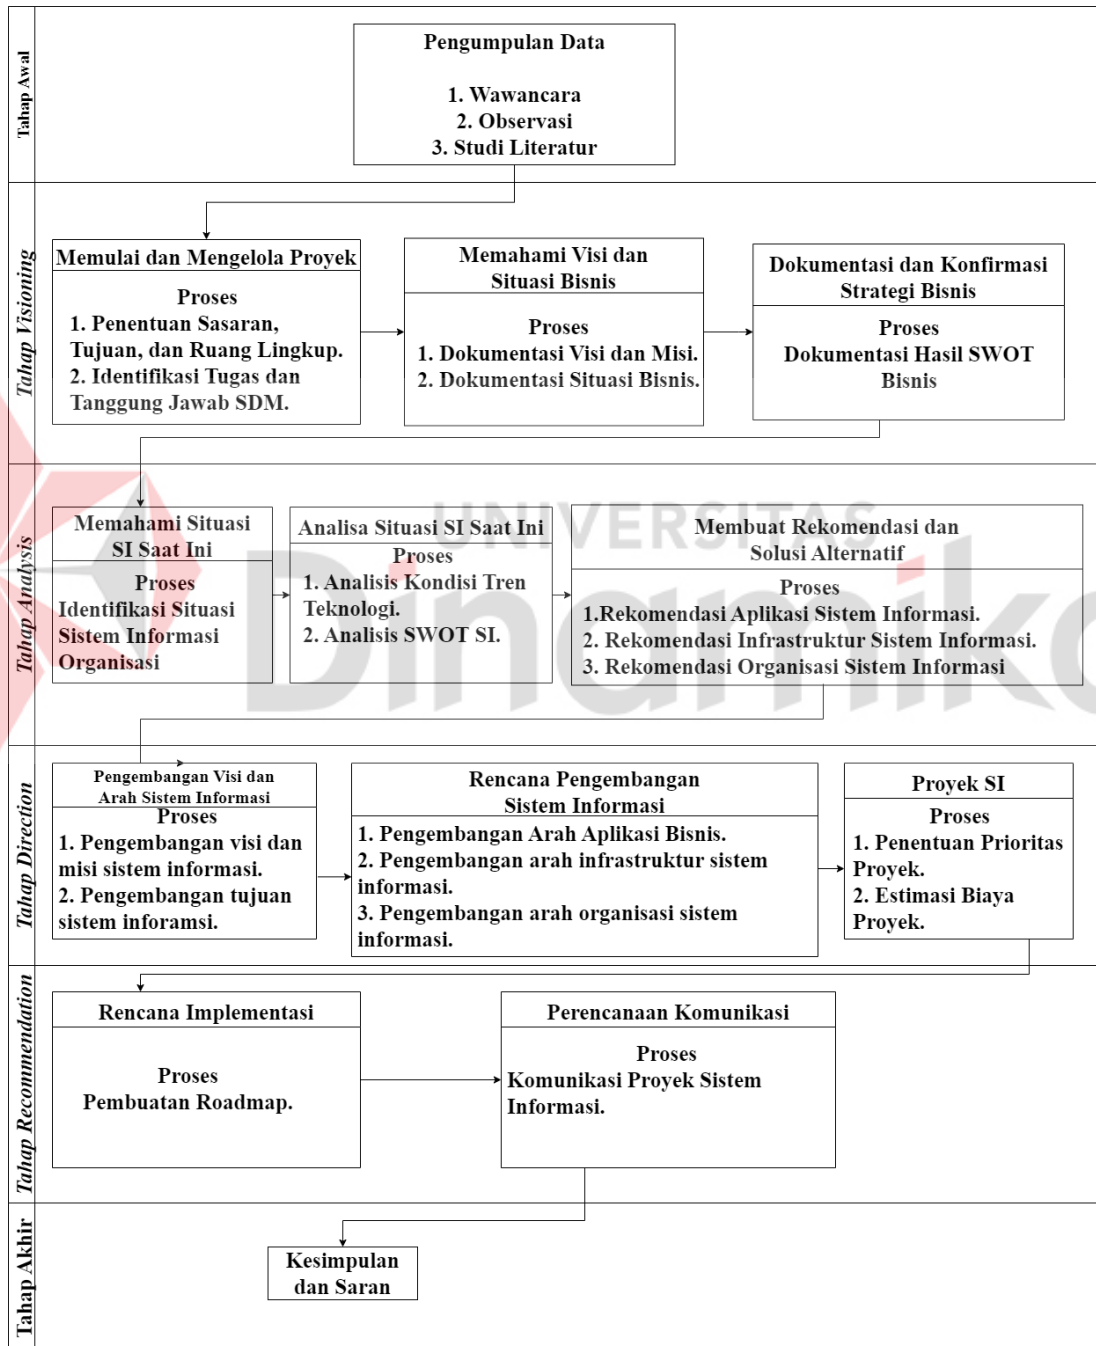 Tahap Awal
Pengumpulan Data
1. Wawancara
2. Observasi
3. Studi Literatur
Tahap Visioning
Memulai dan Mengelola Proyek
Proses
1. Penentuan Sasaran,
Tujuan, dan Ruang Lingkup.
2. Identifikasi Tugas dan
Tanggung Jawab SDM.
Memahami Visi dan
Situasi Bisnis
Proses
1. Dokumentasi Visi dan Misi.
2. Dokumentasi Situasi Bisnis.
Dokumentasi dan Konfirmasi
Strategi Bisnis
Proses
Dokumentasi Hasil SWOT
Bisnis
UNIVERSITAS
Dinamika
Tahap Analysis
Memahami Situasi
SI Saat Ini
Proses
Identifikasi Situasi
Sistem Informasi
Organisasi
Analisa Situasi SI Saat Ini
Proses
1. Analisis Kondisi Tren
Teknologi.
2. Analisis SWOT SI.
Membuat Rekomendasi dan
Solusi Alternatif
Proses
1.Rekomendasi Aplikasi Sistem Informasi.
2. Rekomendasi Infrastruktur Sistem Informasi.
3. Rekomendasi Organisasi Sistem Informasi
Tahap Direction
Pengembangan Visi dan
Arah Sistem Informasi
Proses
1. Pengembangan visi dan
misi sistem informasi.
2. Pengembangan tujuan
sistem inforamsi.
Rencana Pengembangan
Sistem Informasi
1. Pengembangan Arah Aplikasi Bisnis.
2. Pengembangan arah infrastruktur sistem
informasi.
3. Pengembangan arah organisasi sistem
informasi.
Proyek SI
Proses
1. Penentuan Prioritas
Proyek.
2. Estimasi Biaya
Proyek.
Tahap Recommendation
Rencana Implementasi
Proses
Pembuatan Roadmap.
Perencanaan Komunikasi
Proses
Komunikasi Proyek Sistem
Informasi.
Tahap Akhir
Kesimpulan
dan Saran